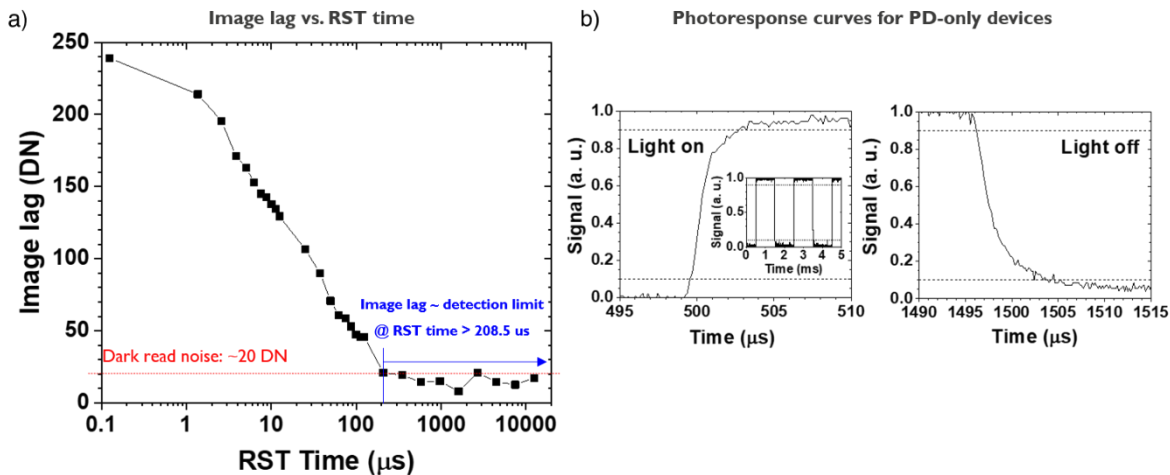 a)
Image lag vs. RST time
250
200
150
100
50
0
Image lag (DN)
Image lag ~ detection limit
@ RST time > 208.5 us
Dark read noise: ~20 DN
0.1 1 10 100 1000 10000
RST Time (µs)
b)
Photoresponse curves for PD-only devices
1.0
0.8
0.6
0.4
0.2
0.0
Signal (a. u.)
Light on
1.0
0.5
0.0
Signal (a. u.)
0 1 2 3 4 5
Time (ms)
495 500 505 510
Time (µs)
1.0
0.8
0.6
0.4
0.2
0.0
Signal (a. u.)
Light off
1490 1495 1500 1505 1510 1515
Time (µs)